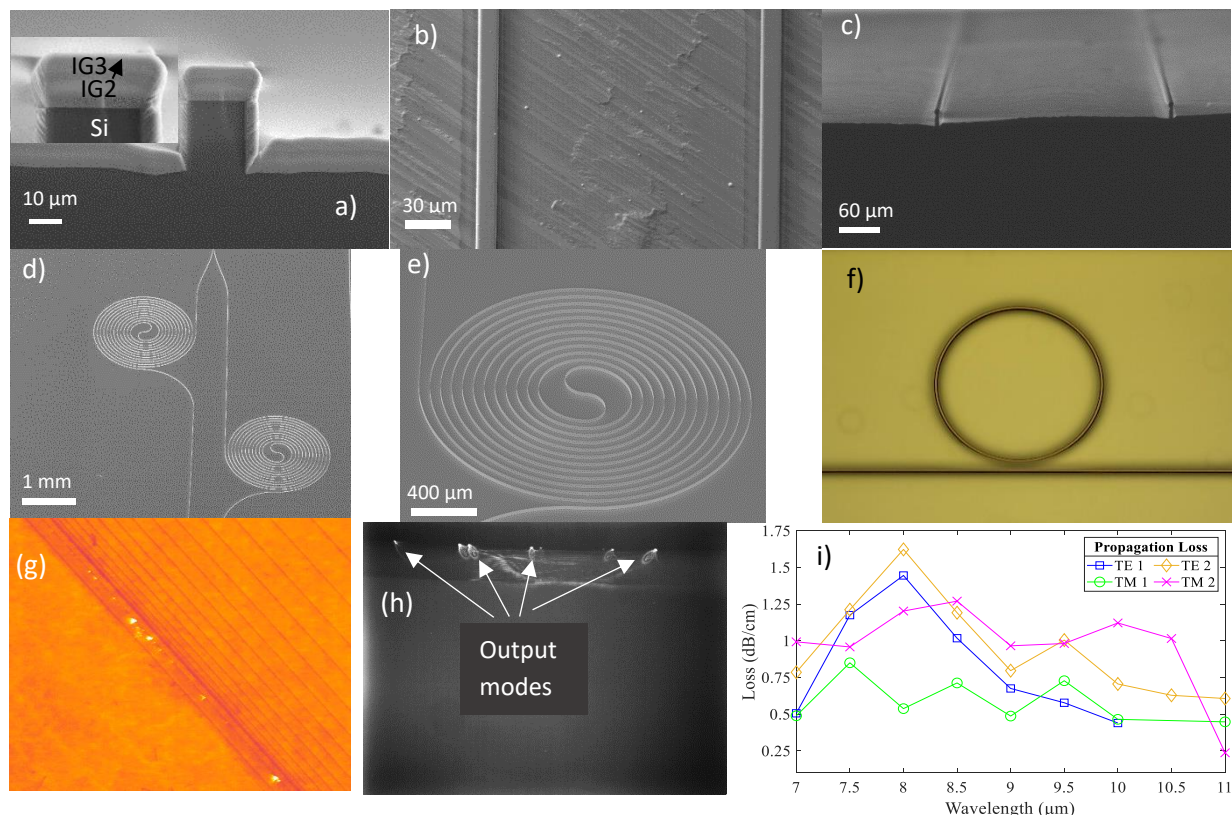 IG3
IG2
Si
10 µm
a)
b)
30 µm
c)
60 µm
d)
1 mm
e)
400 µm
f)
(g)
(h)
Output
modes
i)
Propagation Loss
TE 1 TE 2
TM 1 TM 2
Loss (dB/cm)
1.75
1.5
1.25
1
0.75
0.5
0.25
7 7.5 8 8.5 9 9.5 10 10.5 11
Wavelength (µm)